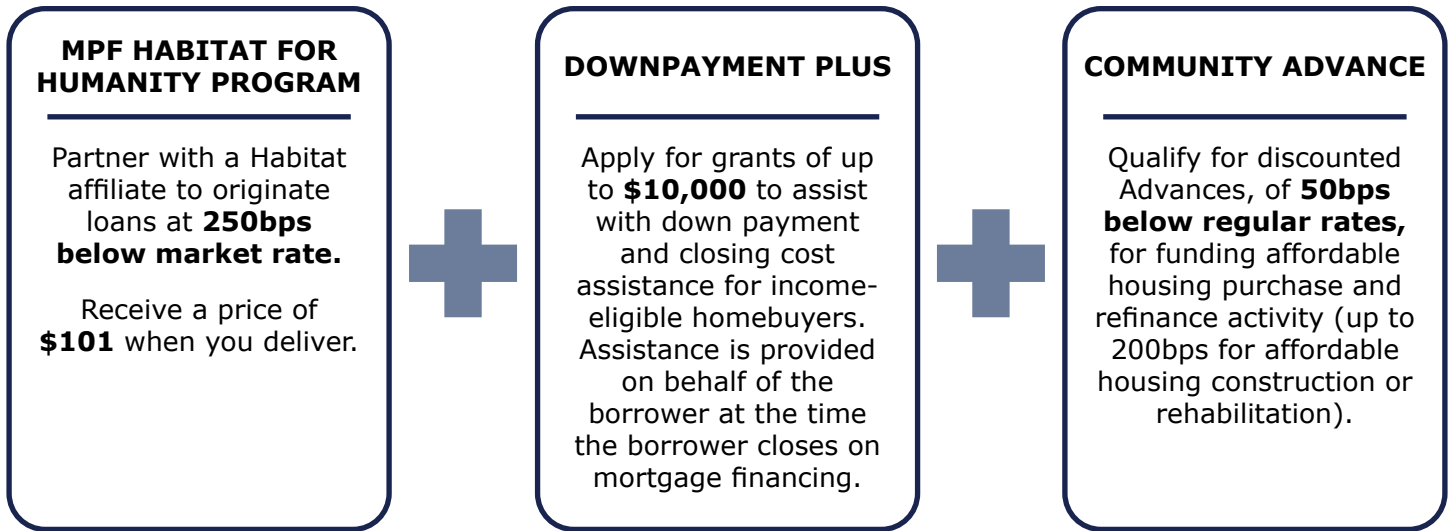 MPF HABITAT FOR
HUMANITY PROGRAM
Partner with a Habitat
affiliate to originate
loans at 250bps
below market rate.
Receive a price of
$101 when you deliver.
DOWNPAYMENT PLUS
Apply for grants of up
to $10,000 to assist
with down payment
and closing cost
assistance for income-
eligible homebuyers.
Assistance is provided
on behalf of the
borrower at the time
the borrower closes on
mortgage financing.
COMMUNITY ADVANCE
Qualify for discounted
Advances, of 50bps
below regular rates,
for funding affordable
housing purchase and
refinance activity (up to
200bps for affordable
housing construction or
rehabilitation).